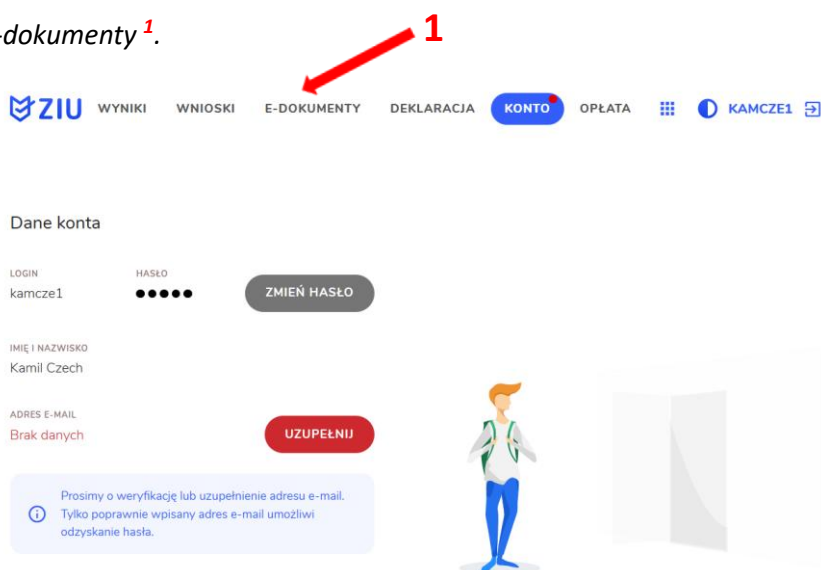 -dokumenty ¹.
1
ZIU WYNIKI WNIOSKI E-DOKUMENTY DEKLARACJA KONTO OPŁATA KAMCZE1
Dane konta
LOGIN HASŁO
kamcze1 ●●●●● ZMIEŃ HASŁO
IMIĘ I NAZWISKO
Kamil Czech
ADRES E-MAIL
Brak danych UZUPEŁNIJ
Prosimy o weryfikację lub uzupełnienie adresu e-mail.
Tylko poprawnie wpisany adres e-mail umożliwi
odzyskanie hasła.